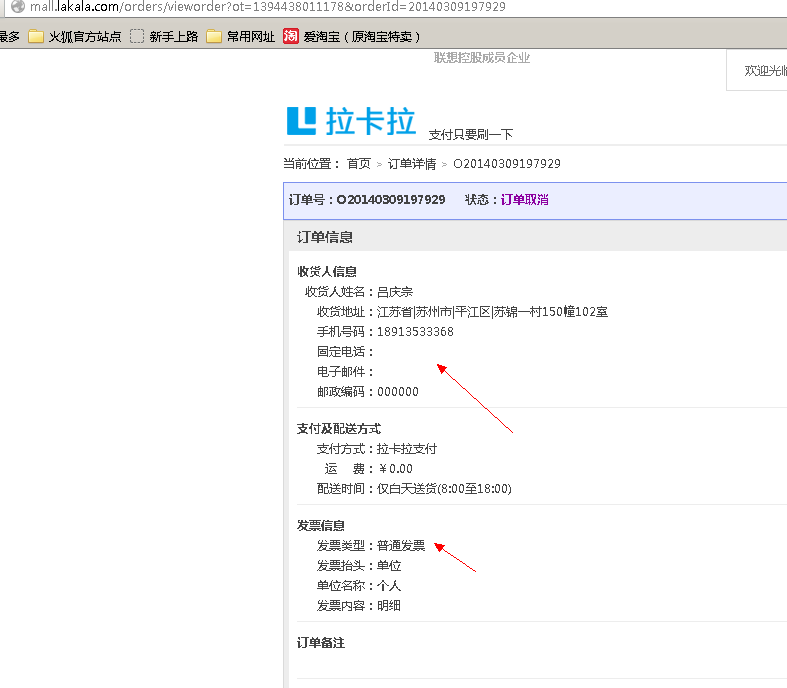 mall.lakala.com/orders/vieworder?ot=1394438011178&orderId=20140309197929
最多 火狐官方站点 新手上路 常用网址 淘 爱淘宝（原淘宝特卖）
联想控股成员企业
欢迎光临
拉卡拉 支付只要刷一下
当前位置： 首页 > 订单详情 > O20140309197929
订单号：O20140309197929 状态：订单取消
订单信息
收货人信息
收货人姓名：吕庆宗
收货地址：江苏省|苏州市|平江区|苏锦一村150幢102室
手机号码：18913533368
固定电话：
电子邮件：
邮政编码：000000
支付及配送方式
支付方式：拉卡拉支付
运 费：￥0.00
配送时间：仅白天送货(8:00至18:00)
发票信息
发票类型：普通发票
发票抬头：单位
单位名称：个人
发票内容：明细
订单备注